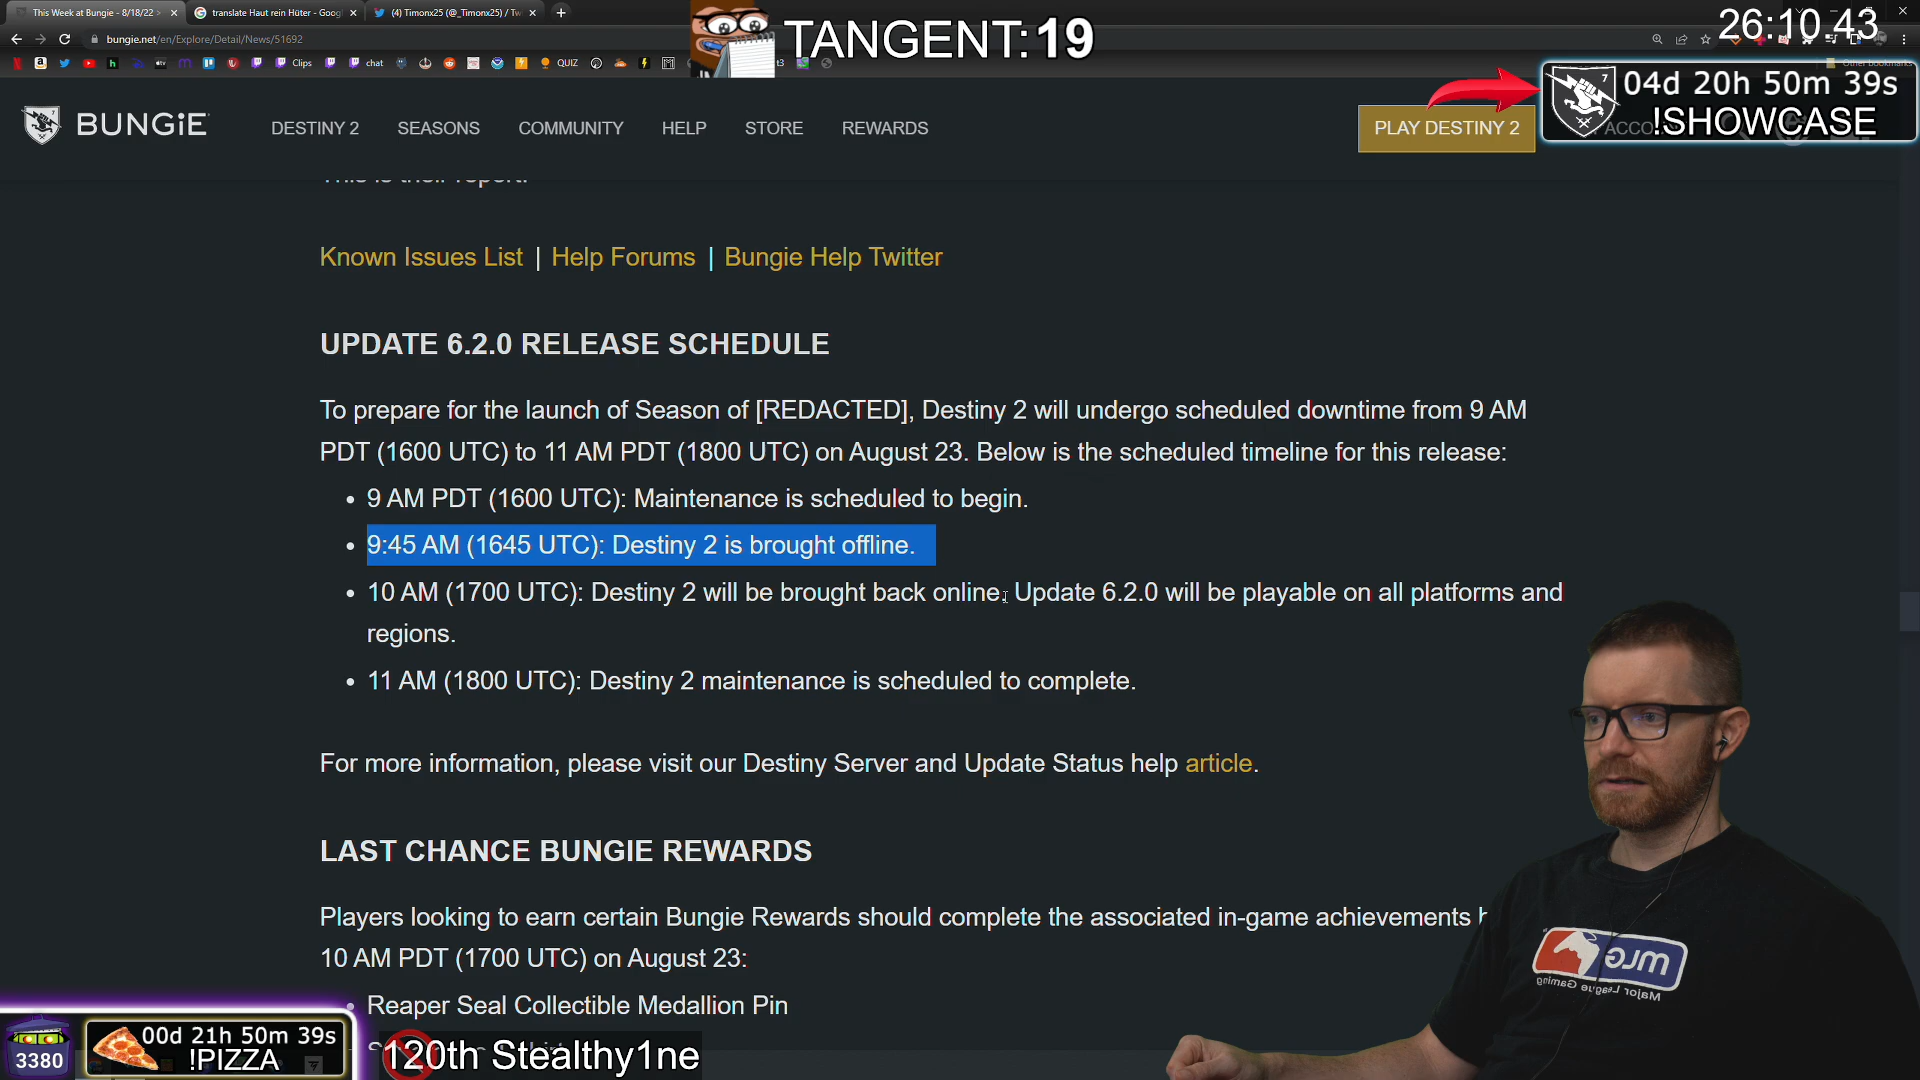 This Week at Bungie - 8/18/22
translate Haut rein Hüter - Goog
(4) Timonx25 (@_Timonx25) / Tw
bungie.net/en/Explore/Detail/News/51692
Clips
chat
QUIZ
TANGENT: 19
26:10 43
04d 20h 50m 39s
!SHOWCASE
BUNGiE
DESTINY 2
SEASONS
COMMUNITY
HELP
STORE
REWARDS
PLAY DESTINY 2
Known Issues List | Help Forums | Bungie Help Twitter
UPDATE 6.2.0 RELEASE SCHEDULE
To prepare for the launch of Season of [REDACTED], Destiny 2 will undergo scheduled downtime from 9 AM
PDT (1600 UTC) to 11 AM PDT (1800 UTC) on August 23. Below is the scheduled timeline for this release:
• 9 AM PDT (1600 UTC): Maintenance is scheduled to begin.
• 9:45 AM (1645 UTC): Destiny 2 is brought offline.
• 10 AM (1700 UTC): Destiny 2 will be brought back online. Update 6.2.0 will be playable on all platforms and
regions.
• 11 AM (1800 UTC): Destiny 2 maintenance is scheduled to complete.
For more information, please visit our Destiny Server and Update Status help article.
LAST CHANCE BUNGIE REWARDS
Players looking to earn certain Bungie Rewards should complete the associated in-game achievements
10 AM PDT (1700 UTC) on August 23:
• Reaper Seal Collectible Medallion Pin
mlg
Major League Gaming
3380
00d 21h 50m 39s
!PIZZA
120th Stealthy1ne